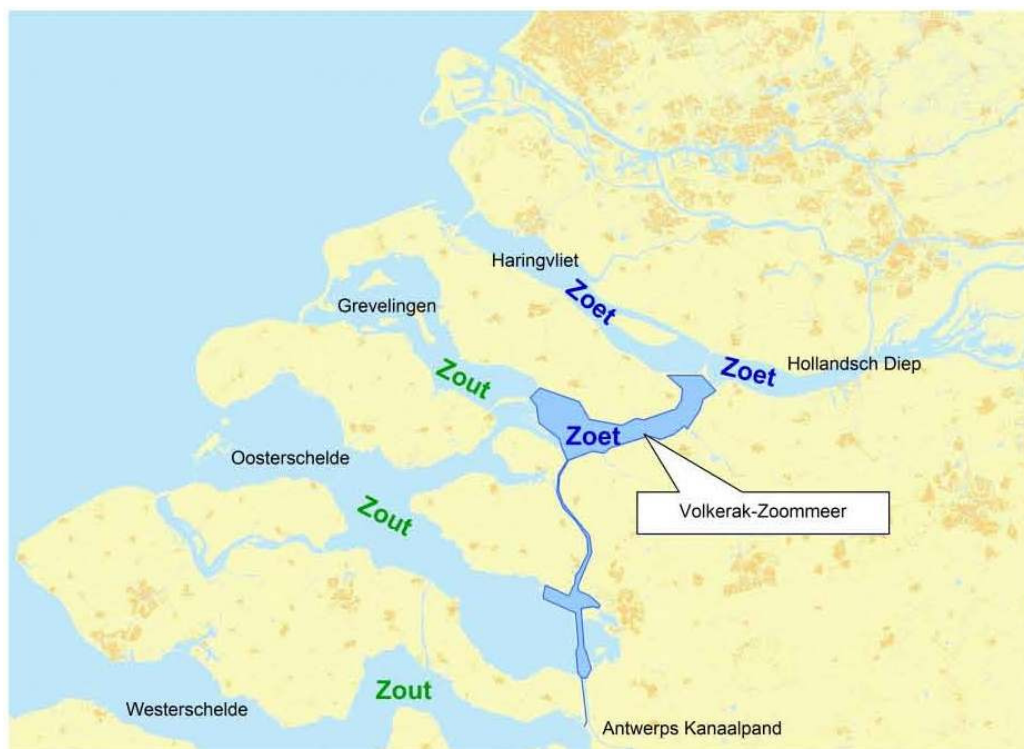 Haringvliet
Zoet
Grevelingen
Hollandsch Diep
Zoet
Zout
Zoet
Oosterschelde
Zout
Volkerak-Zoommeer
Zout
Westerschelde
Antwerps Kanaalpand